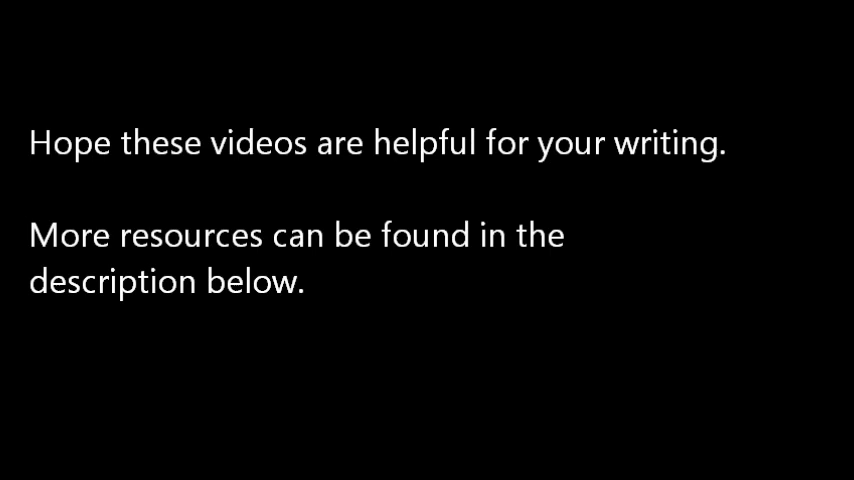 Hope these videos are helpful for your writing.
More resources can be found in the
description below.